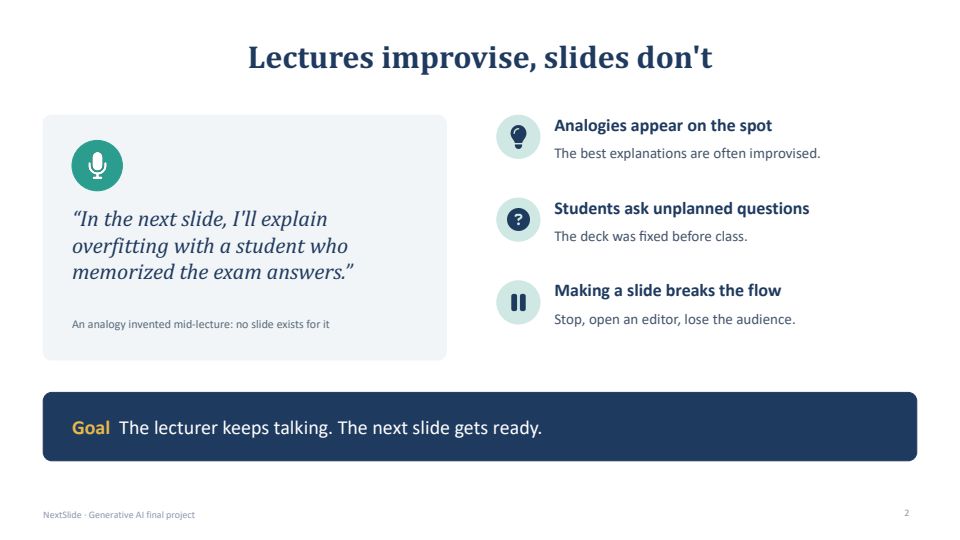 Lectures improvise, slides don't
“In the next slide, I'll explain
overfitting with a student who
memorized the exam answers.”
An analogy invented mid-lecture: no slide exists for it
Analogies appear on the spot
The best explanations are often improvised.
Students ask unplanned questions
The deck was fixed before class.
Making a slide breaks the flow
Stop, open an editor, lose the audience.
Goal The lecturer keeps talking. The next slide gets ready.
NextSlide · Generative AI final project
2